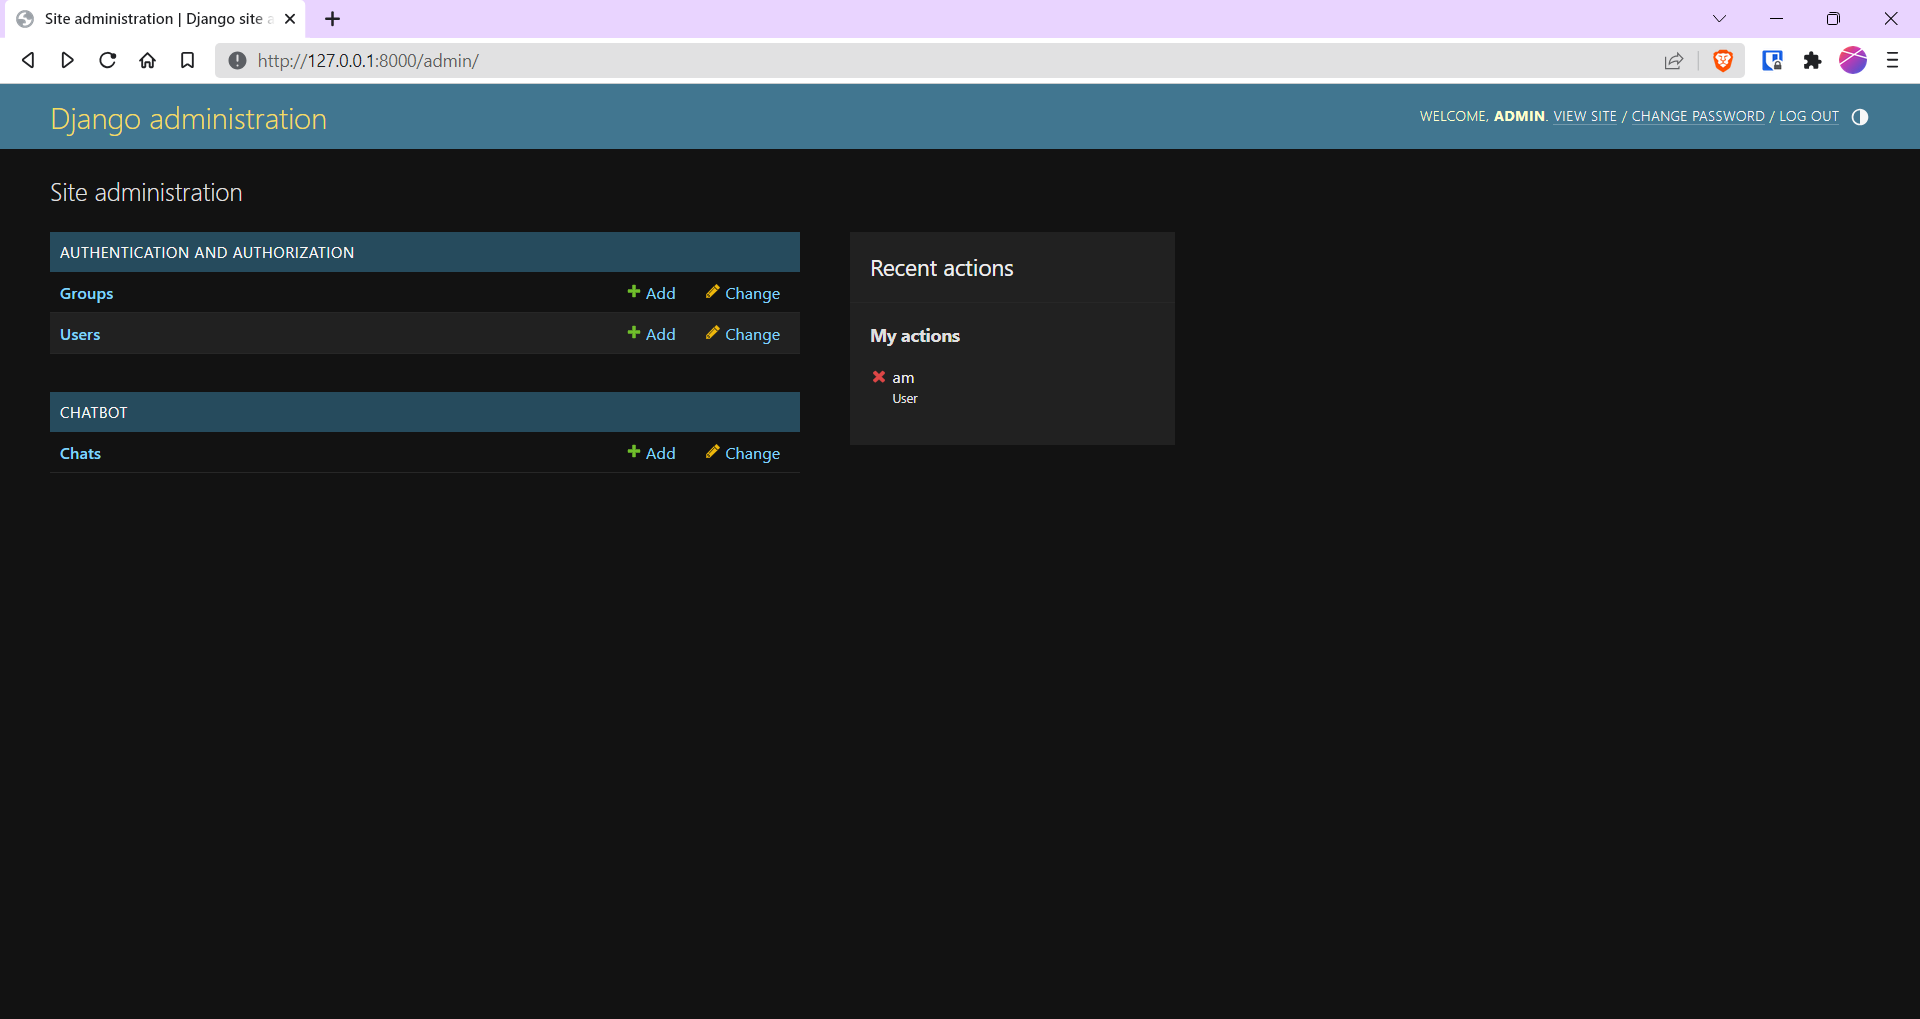 Site administration | Django site a
http://127.0.0.1:8000/admin/
Django administration
WELCOME, ADMIN. VIEW SITE / CHANGE PASSWORD / LOG OUT
Site administration
AUTHENTICATION AND AUTHORIZATION
Groups Add Change
Users Add Change
CHATBOT
Chats Add Change
Recent actions
My actions
am
User